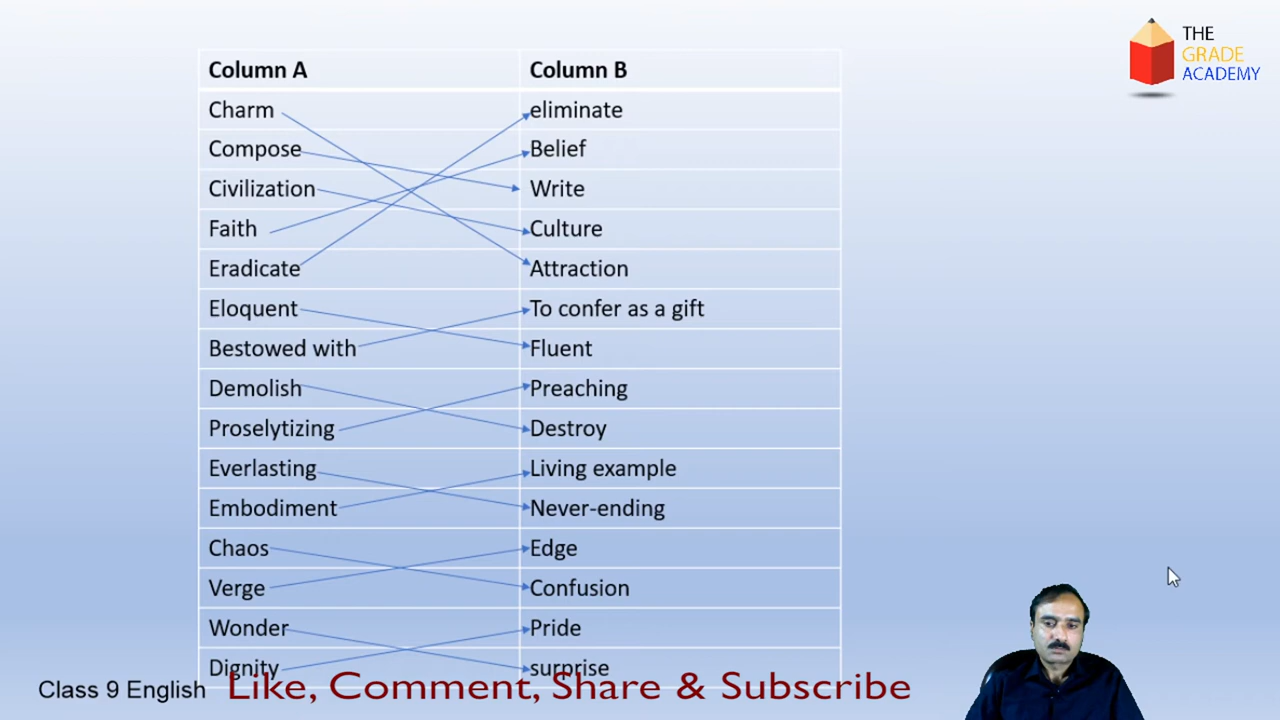 THE
GRADE
ACADEMY
Column A Column B
Charm eliminate
Compose Belief
Civilization Write
Faith Culture
Eradicate Attraction
Eloquent To confer as a gift
Bestowed with Fluent
Demolish Preaching
Proselytizing Destroy
Everlasting Living example
Embodiment Never-ending
Chaos Edge
Verge Confusion
Wonder Pride
Dignity surprise
Class 9 English Like, Comment, Share & Subscribe